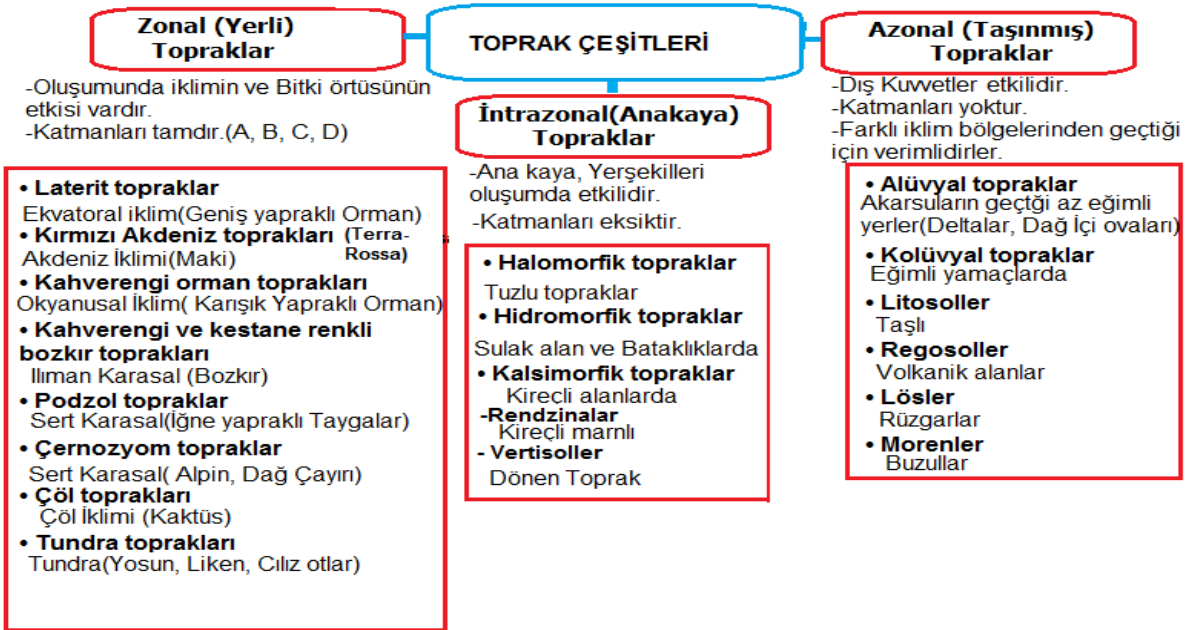 TOPRAK ÇEŞİTLERİ
Zonal (Yerli)
Topraklar
-Oluşumunda iklimin ve Bitki örtüsünün
etkisi vardır.
-Katmanları tamdır.(A, B, C, D)
• Laterit topraklar
Ekvatoral iklim(Geniş yapraklı Orman)
• Kırmızı Akdeniz toprakları (Terra-
Rossa)
Akdeniz İklimi(Maki)
• Kahverengi orman toprakları
Okyanusal İklim( Karışık Yapraklı Orman)
• Kahverengi ve kestane renkli
bozkır toprakları
Ilıman Karasal (Bozkır)
• Podzol topraklar
Sert Karasal(İğne yapraklı Taygalar)
• Çernozyom topraklar
Sert Karasal( Alpin, Dağ Çayırı)
• Çöl toprakları
Çöl İklimi (Kaktüs)
• Tundra toprakları
Tundra(Yosun, Liken, Cılız otlar)
İntrazonal(Anakaya)
Topraklar
-Ana kaya, Yerşekilleri
oluşumda etkilidir.
-Katmanları eksiktir.
• Halomorfik topraklar
Tuzlu topraklar
• Hidromorfik topraklar
Sulak alan ve Bataklıklarda
• Kalsimorfik topraklar
Kireçli alanlarda
-Rendzinalar
Kireçli marnlı
- Vertisoller
Dönen Toprak
Azonal (Taşınmış)
Topraklar
-Dış Kuvvetler etkilidir.
-Katmanları yoktur.
-Farklı iklim bölgelerinden geçtiği
için verimlidirler.
• Alüvyal topraklar
Akarsuların geçtği az eğimli
yerler(Deltalar, Dağ İçi ovaları)
• Kolüvyal topraklar
Eğimli yamaçlarda
• Litosoller
Taşlı
• Regosoller
Volkanik alanlar
• Lösler
Rüzgarlar
• Morenler
Buzullar